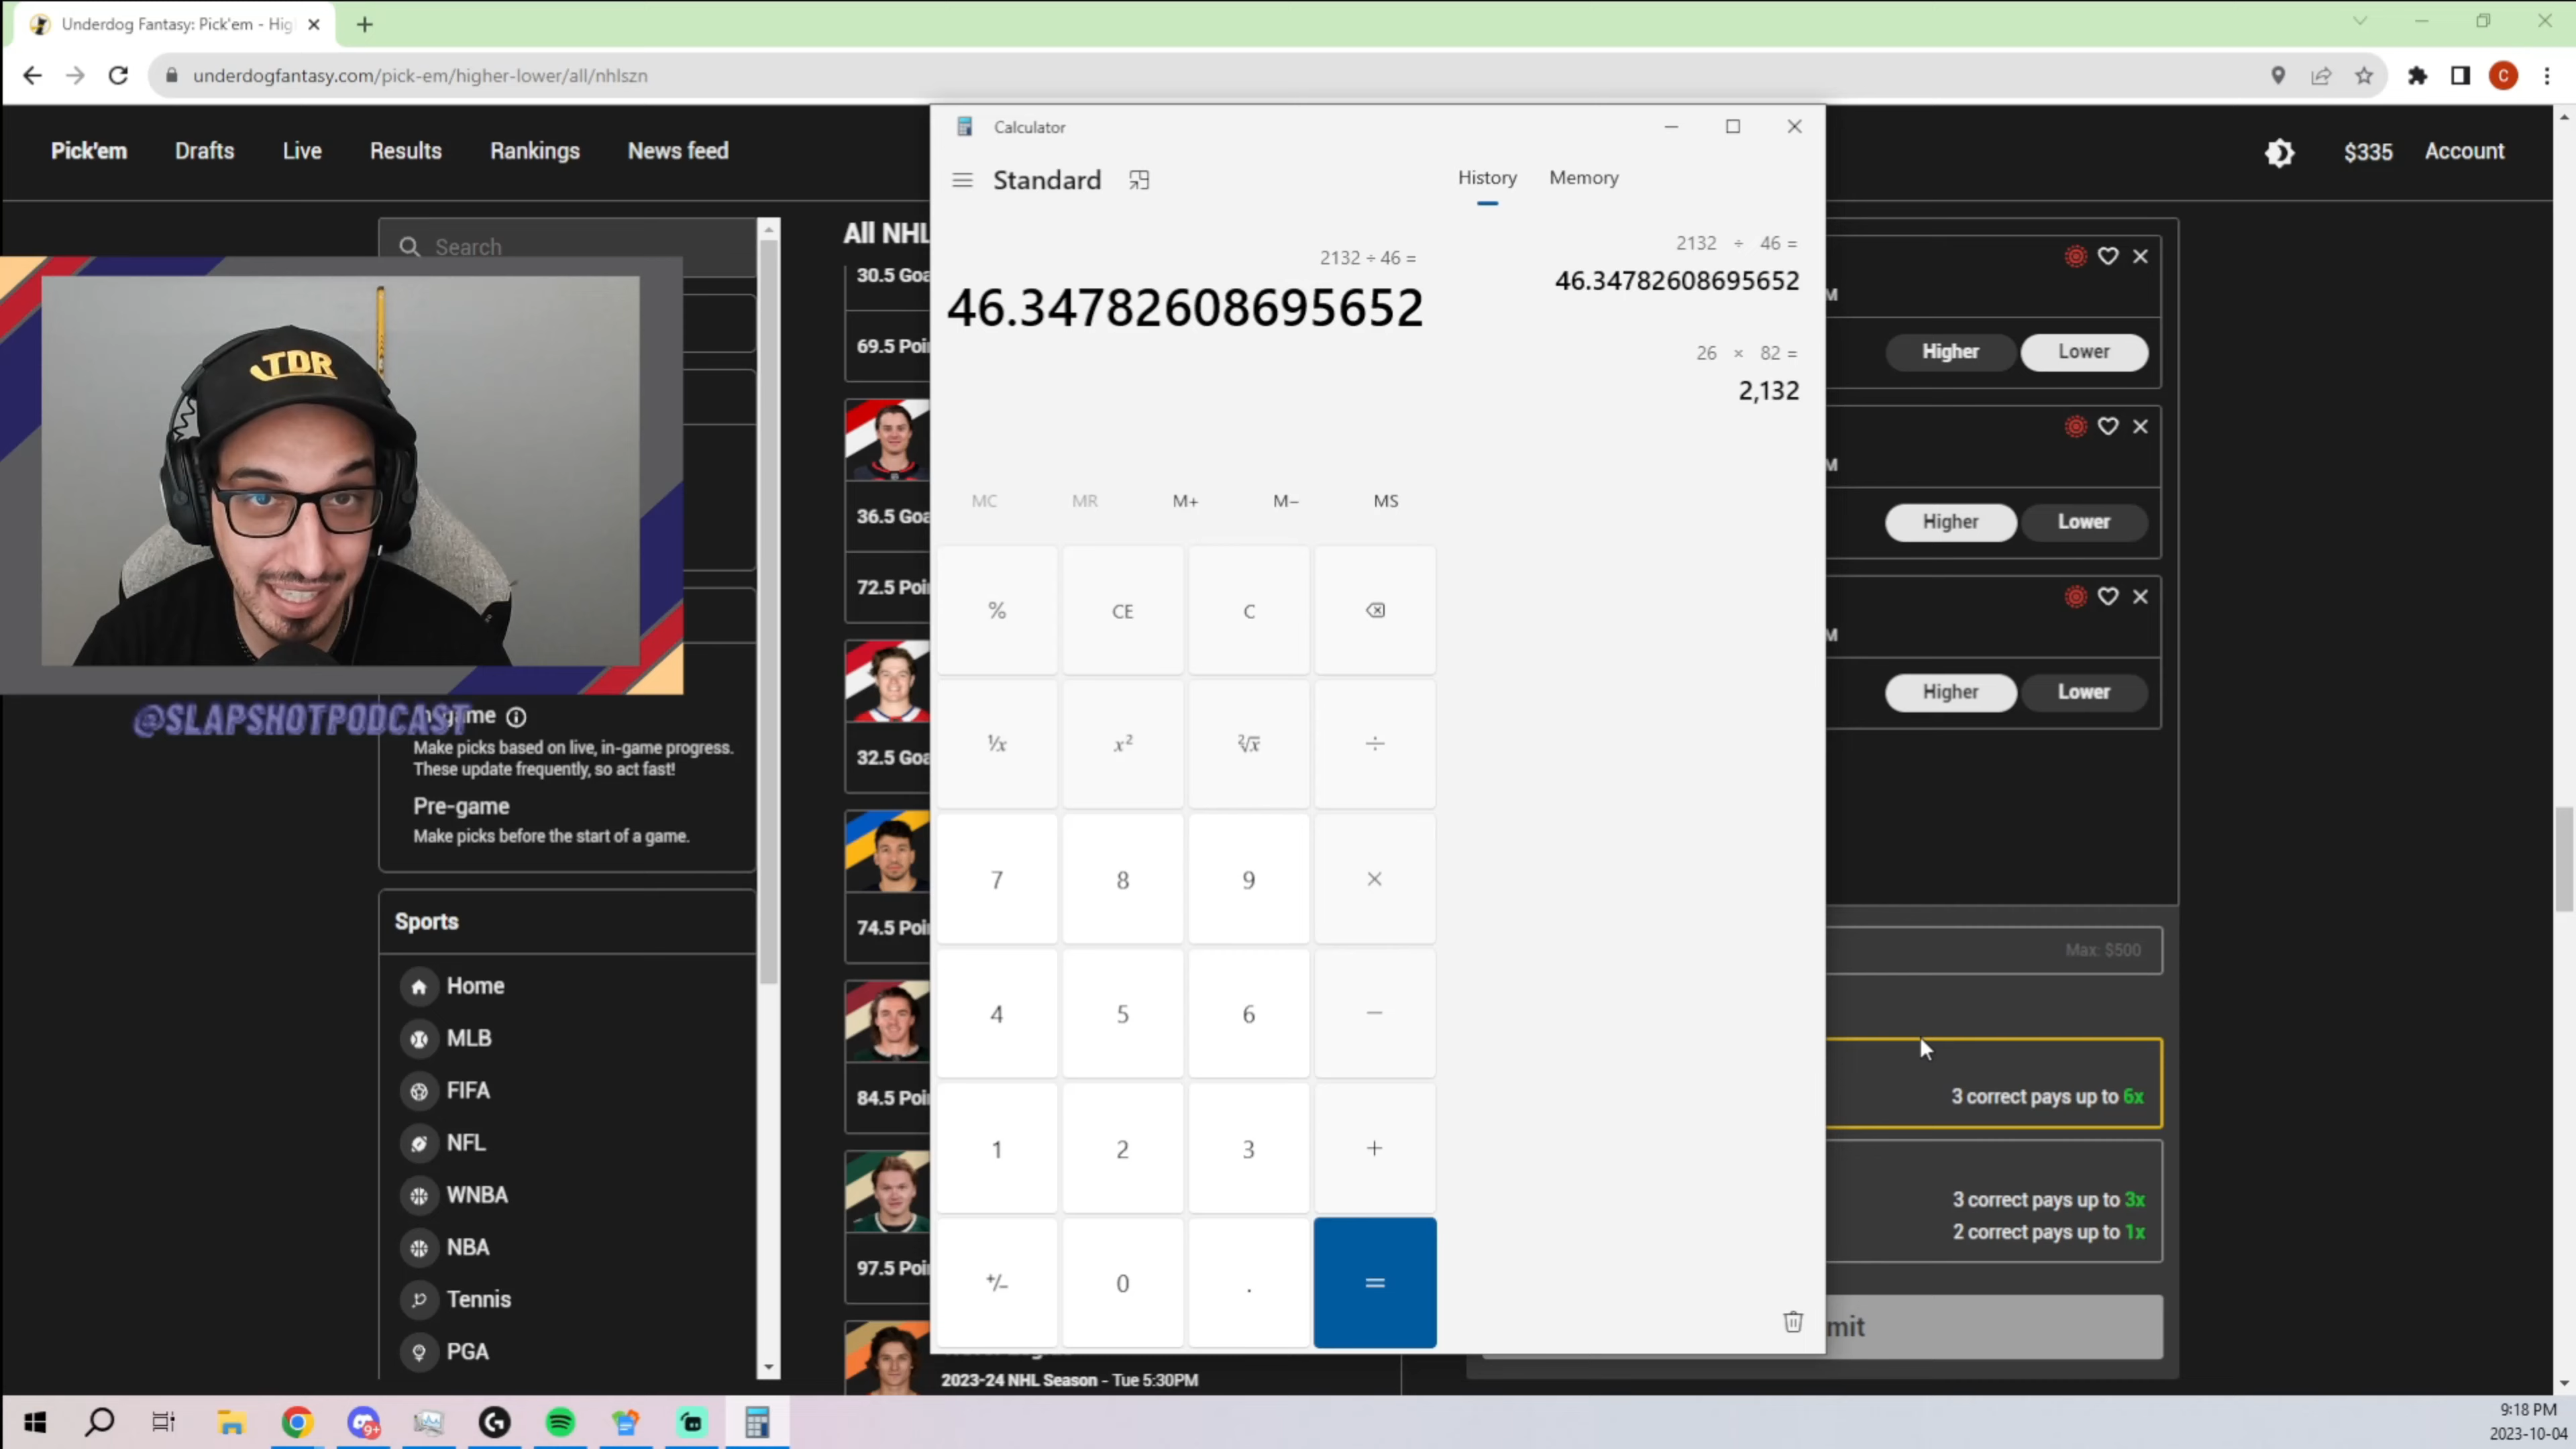 Underdog Fantasy: Pick'em - Hig
underdogfantasy.com/pick-em/higher-lower/all/nhlszn
C
Pick'em
Drafts
Live
Results
Rankings
News feed
$335
Account
Search
TDR
@SLAPSHOTPODCAST
game
Make picks based on live, in-game progress.
These update frequently, so act fast!
Pre-game
Make picks before the start of a game.
Sports
Home
MLB
FIFA
NFL
WNBA
NBA
Tennis
PGA
All NHL
30.5 Goa
69.5 Poi
36.5 Goa
72.5 Poi
32.5 Goa
74.5 Poi
84.5 Poi
97.5 Poi
2023-24 NHL Season - Tue 5:30PM
Calculator
Standard
History
Memory
2132 ÷ 46 =
46.34782608695652
2132 ÷ 46 =
46.34782608695652
26 × 82 =
2,132
MC MR M+ M− MS
% CE C
¹/x x² ²√x ÷
7 8 9 ×
4 5 6 −
1 2 3 +
+/− 0 . =
M
Higher Lower
M
Higher Lower
M
Higher Lower
Max: $500
3 correct pays up to 6x
3 correct pays up to 3x
2 correct pays up to 1x
mit
9+
9:18 PM
2023-10-04